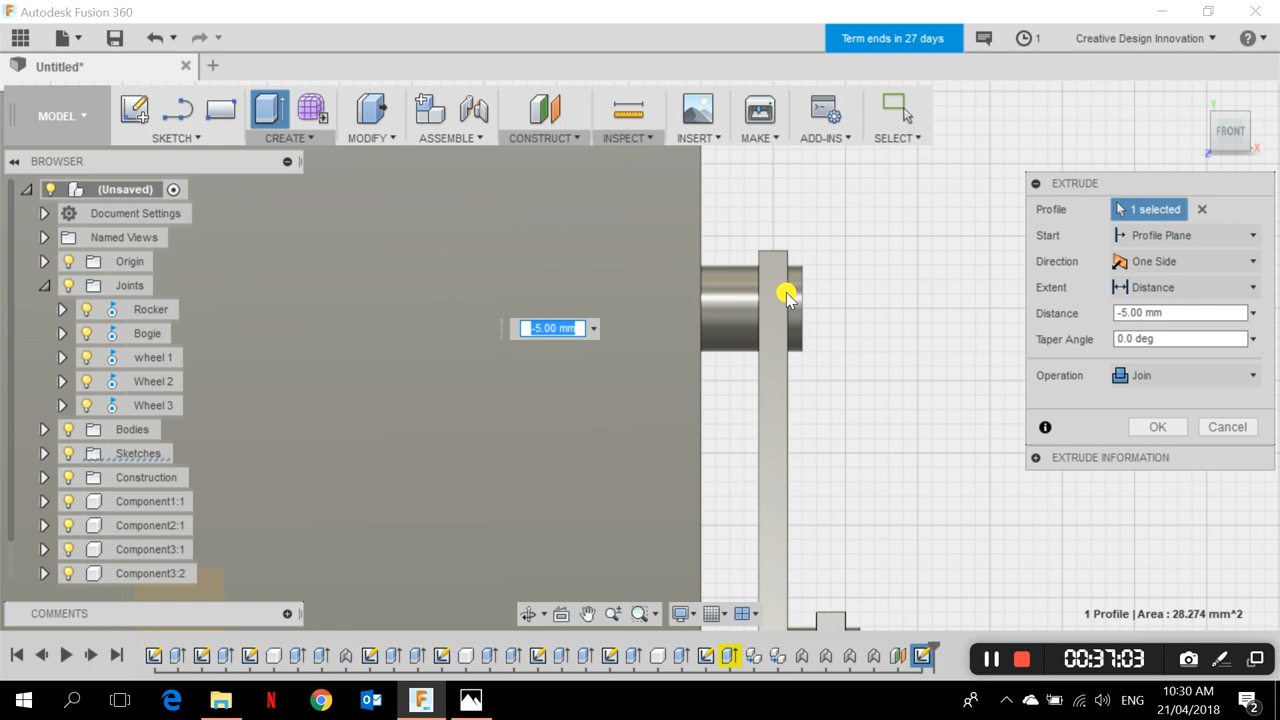 Autodesk Fusion 360
Term ends in 27 days
1
Creative Design Innovation
Untitled*
MODEL
SKETCH
CREATE
MODIFY
ASSEMBLE
CONSTRUCT
INSPECT
INSERT
MAKE
ADD-INS
SELECT
Y
FRONT
X
Z
BROWSER
(Unsaved)
Document Settings
Named Views
Origin
Joints
Rocker
Bogie
wheel 1
Wheel 2
Wheel 3
Bodies
Sketches
Construction
Component1:1
Component2:1
Component3:1
Component3:2
COMMENTS
-5.00 mm
EXTRUDE
Profile 1 selected
Start Profile Plane
Direction One Side
Extent Distance
Distance -5.00 mm
Taper Angle 0.0 deg
Operation Join
OK Cancel
EXTRUDE INFORMATION
1 Profile | Area : 28.274 mm^2
00:37:03
ENG
10:30 AM
21/04/2018
2